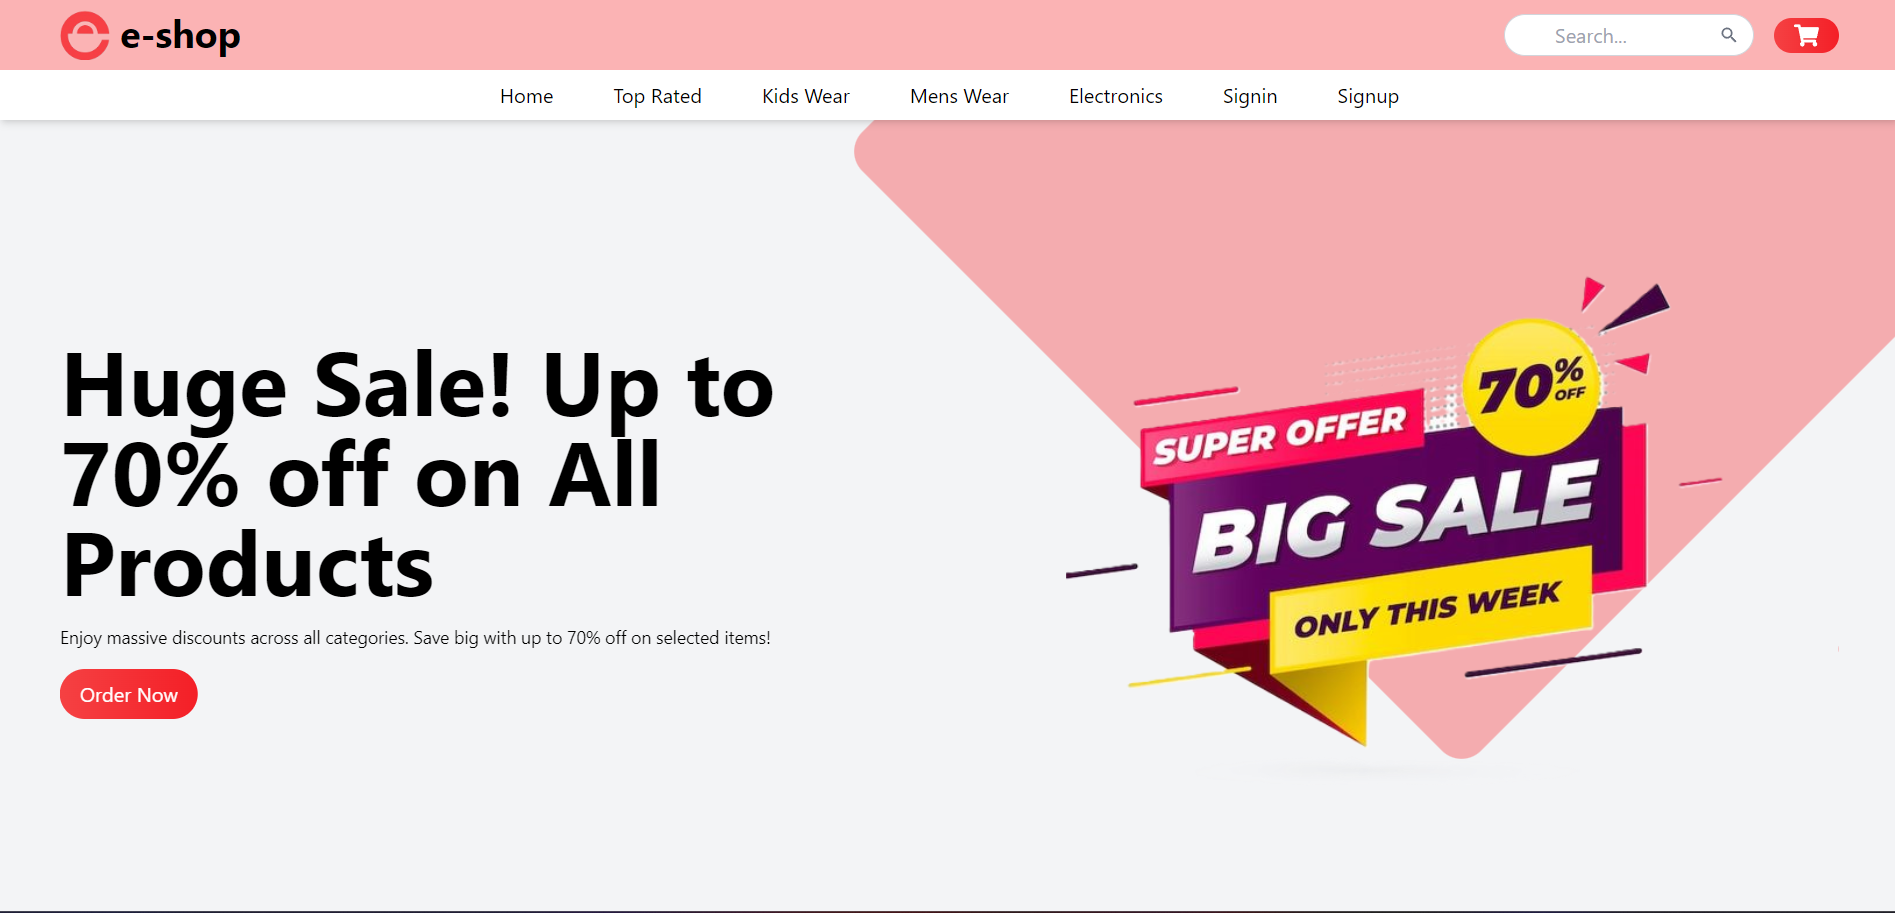 e-shop
Search...
Home
Top Rated
Kids Wear
Mens Wear
Electronics
Signin
Signup
Huge Sale! Up to
70% off on All
Products
Enjoy massive discounts across all categories. Save big with up to 70% off on selected items!
Order Now
70%
OFF
SUPER OFFER
BIG SALE
ONLY THIS WEEK